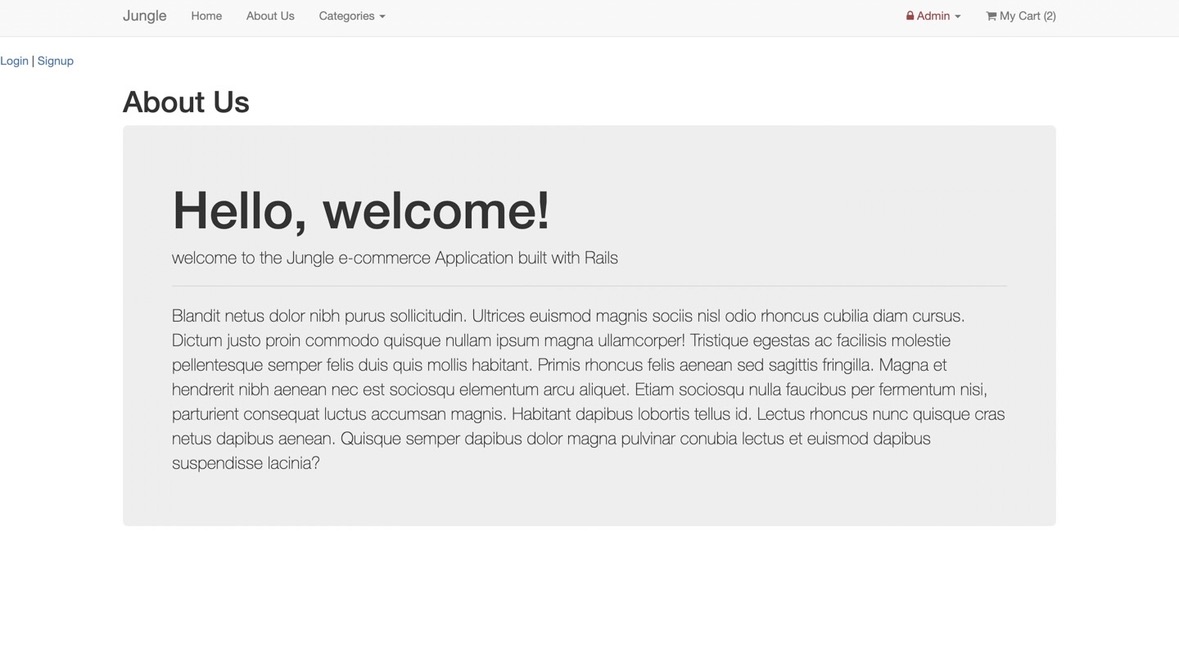 Jungle Home About Us Categories Admin My Cart (2)
Login | Signup
About Us
Hello, welcome!
welcome to the Jungle e-commerce Application built with Rails
Blandit netus dolor nibh purus sollicitudin. Ultrices euismod magnis sociis nisl odio rhoncus cubilia diam cursus.
Dictum justo proin commodo quisque nullam ipsum magna ullamcorper! Tristique egestas ac facilisis molestie
pellentesque semper felis duis quis mollis habitant. Primis rhoncus felis aenean sed sagittis fringilla. Magna et
hendrerit nibh aenean nec est sociosqu elementum arcu aliquet. Etiam sociosqu nulla faucibus per fermentum nisi,
parturient consequat luctus accumsan magnis. Habitant dapibus lobortis tellus id. Lectus rhoncus nunc quisque cras
netus dapibus aenean. Quisque semper dapibus dolor magna pulvinar conubia lectus et euismod dapibus
suspendisse lacinia?